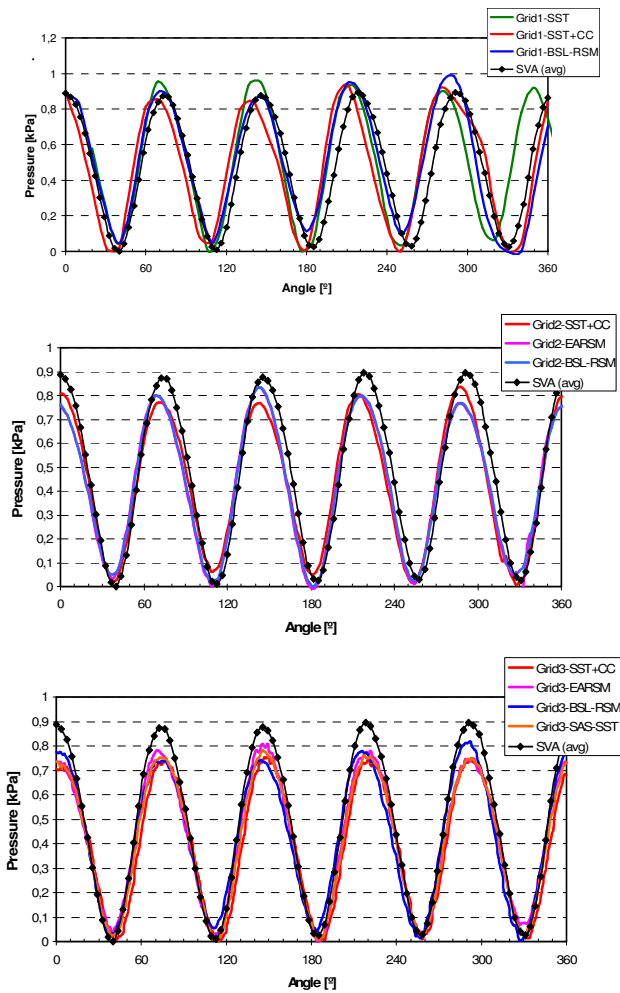 Grid1-SST
Grid1-SST+CC
Grid1-BSL-RSM
SVA (avg)
1,2
1
0,8
0,6
0,4
0,2
0
Pressure [kPa]
0 60 120 180 240 300 360
Angle [º]
Grid2-SST+CC
Grid2-EARSM
Grid2-BSL-RSM
SVA (avg)
1
0,9
0,8
0,7
0,6
0,5
0,4
0,3
0,2
0,1
0
Pressure [kPa]
0 60 120 180 240 300 360
Angle [º]
Grid3-SST+CC
Grid3-EARSM
Grid3-BSL-RSM
Grid3-SAS-SST
SVA (avg)
1
0,9
0,8
0,7
0,6
0,5
0,4
0,3
0,2
0,1
0
Pressure [kPa]
0 60 120 180 240 300 360
Angle [º]